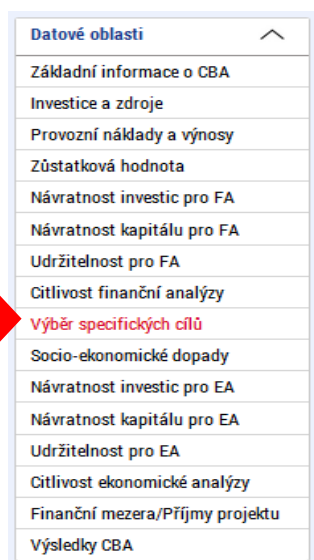 Datové oblasti
Základní informace o CBA
Investice a zdroje
Provozní náklady a výnosy
Zůstatková hodnota
Návratnost investic pro FA
Návratnost kapitálu pro FA
Udržitelnost pro FA
Citlivost finanční analýzy
Výběr specifických cílů
Socio-ekonomické dopady
Návratnost investic pro EA
Návratnost kapitálu pro EA
Udržitelnost pro EA
Citlivost ekonomické analýzy
Finanční mezera/Příjmy projektu
Výsledky CBA